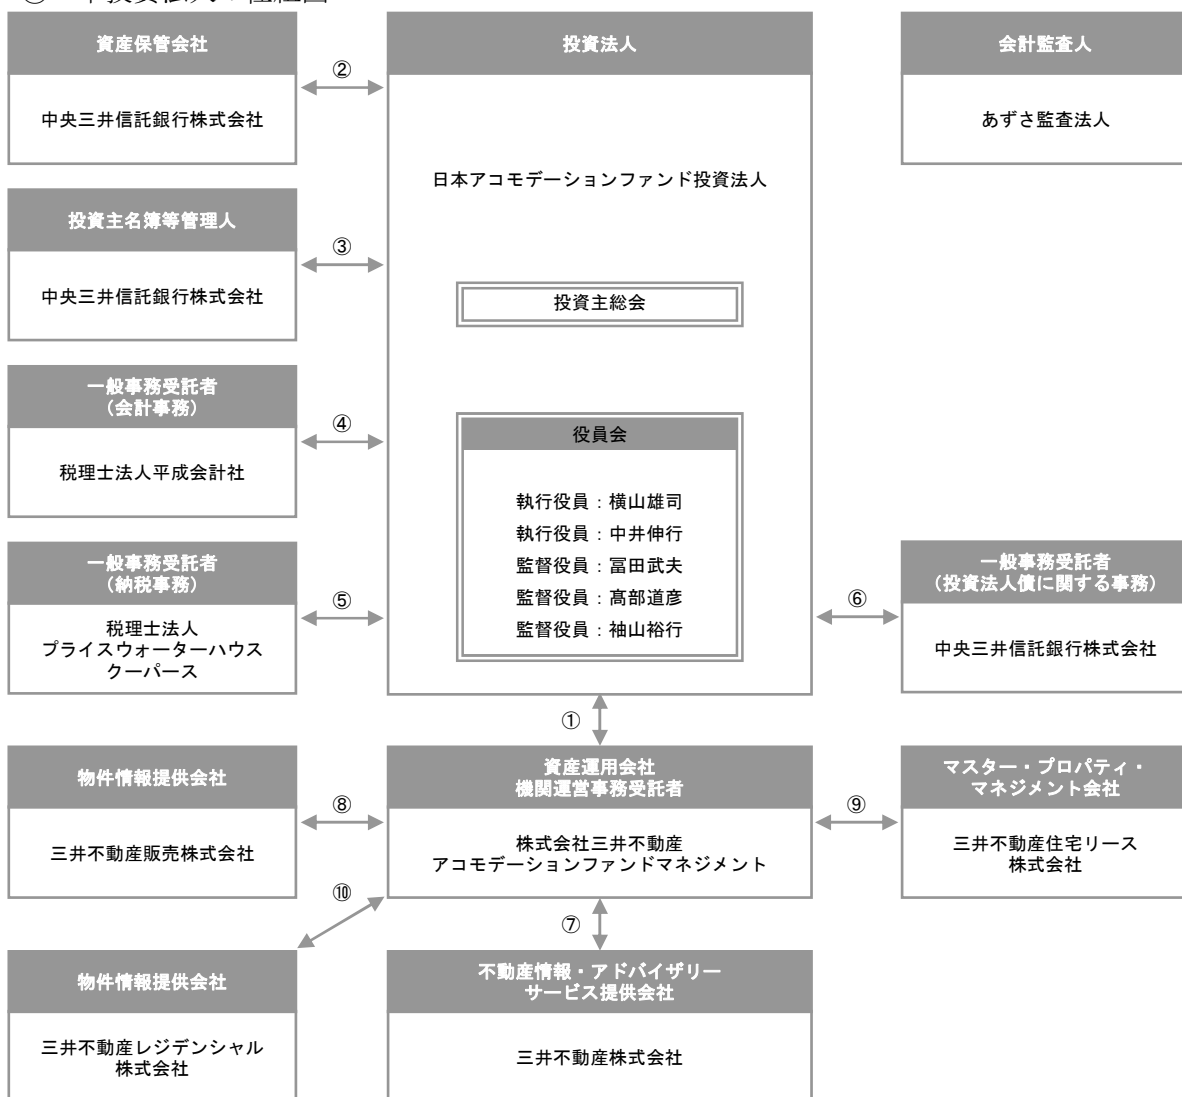 資産保管会社
中央三井信託銀行株式会社
②
投資法人
日本アコモデーションファンド投資法人
会計監査人
あずさ監査法人
投資主名簿等管理人
中央三井信託銀行株式会社
③
投資主総会
一般事務受託者
（会計事務）
税理士法人平成会計社
④
役員会
執行役員：横山雄司
執行役員：中井伸行
監督役員：冨田武夫
監督役員：髙部道彦
監督役員：袖山裕行
一般事務受託者
（納税事務）
税理士法人
プライスウォーターハウス
クーパース
⑤
⑥
一般事務受託者
（投資法人債に関する事務）
中央三井信託銀行株式会社
①
物件情報提供会社
三井不動産販売株式会社
⑧
資産運用会社
機関運営事務受託者
株式会社三井不動産
アコモデーションファンドマネジメント
⑨
マスター・プロパティ・
マネジメント会社
三井不動産住宅リース
株式会社
⑩
⑦
物件情報提供会社
三井不動産レジデンシャル
株式会社
不動産情報・アドバイザリー
サービス提供会社
三井不動産株式会社